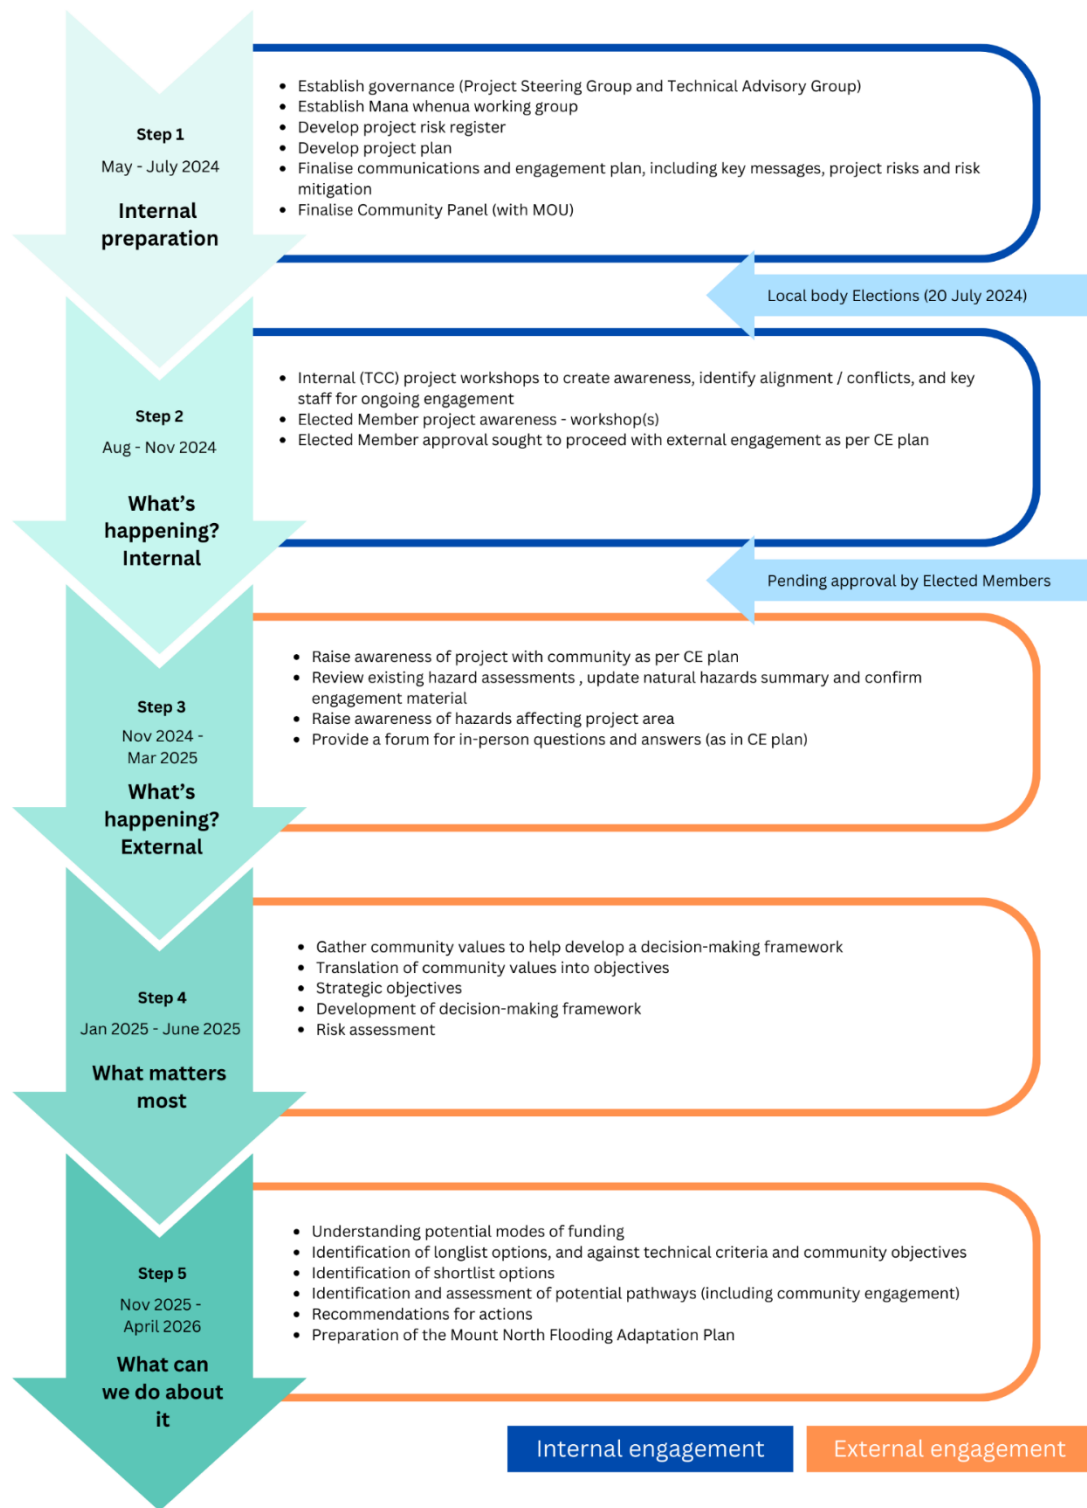 Step 1
May - July 2024
Internal
preparation
• Establish governance (Project Steering Group and Technical Advisory Group)
• Establish Mana whenua working group
• Develop project risk register
• Develop project plan
• Finalise communications and engagement plan, including key messages, project risks and risk
mitigation
• Finalise Community Panel (with MOU)
Local body Elections (20 July 2024)
Step 2
Aug - Nov 2024
What's
happening?
Internal
• Internal (TCC) project workshops to create awareness, identify alignment / conflicts, and key
staff for ongoing engagement
• Elected Member project awareness - workshop(s)
• Elected Member approval sought to proceed with external engagement as per CE plan
Pending approval by Elected Members
Step 3
Nov 2024 -
Mar 2025
What's
happening?
External
• Raise awareness of project with community as per CE plan
• Review existing hazard assessments , update natural hazards summary and confirm
engagement material
• Raise awareness of hazards affecting project area
• Provide a forum for in-person questions and answers (as in CE plan)
Step 4
Jan 2025 - June 2025
What matters
most
• Gather community values to help develop a decision-making framework
• Translation of community values into objectives
• Strategic objectives
• Development of decision-making framework
• Risk assessment
Step 5
Nov 2025 -
April 2026
What can
we do about
it
• Understanding potential modes of funding
• Identification of longlist options, and against technical criteria and community objectives
• Identification of shortlist options
• Identification and assessment of potential pathways (including community engagement)
• Recommendations for actions
• Preparation of the Mount North Flooding Adaptation Plan
Internal engagement
External engagement